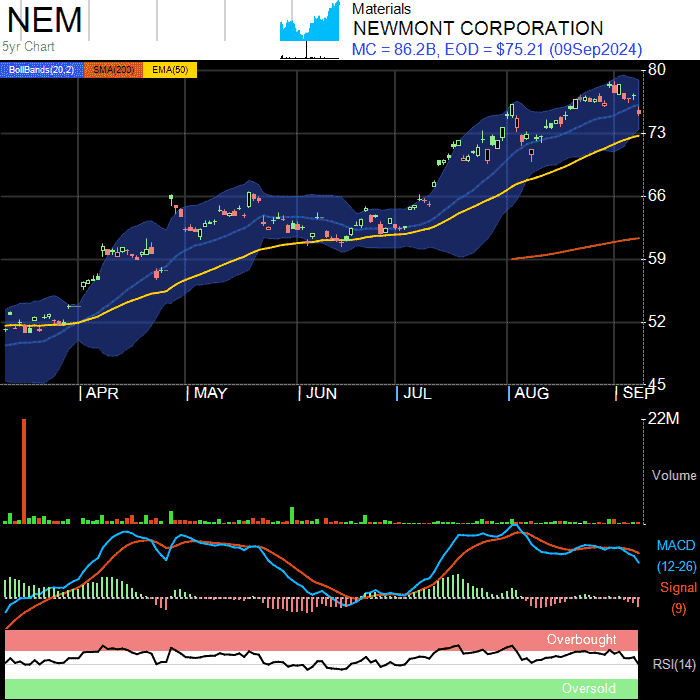 NEM
5yr Chart
Materials
NEWMONT CORPORATION
MC = 86.2B, EOD = $75.21 (09Sep2024)
BollBands(20,2) SMA(200) EMA(50)
80
73
66
59
52
45
APR MAY JUN JUL AUG SEP
22M
Volume
MACD
(12-26)
Signal
(9)
Overbought
RSI(14)
Oversold